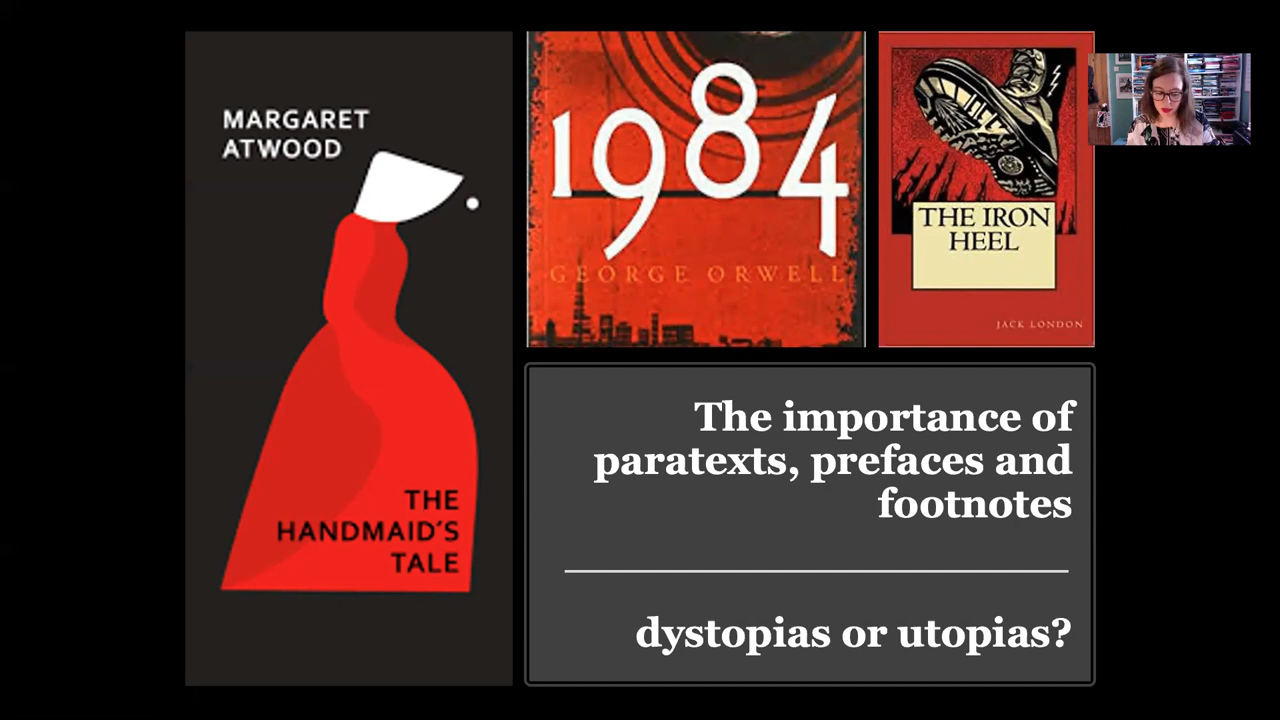 MARGARET
ATWOOD
THE
HANDMAID'S
TALE
1984
GEORGE ORWELL
THE IRON
HEEL
JACK LONDON
The importance of
paratexts, prefaces and
footnotes
dystopias or utopias?